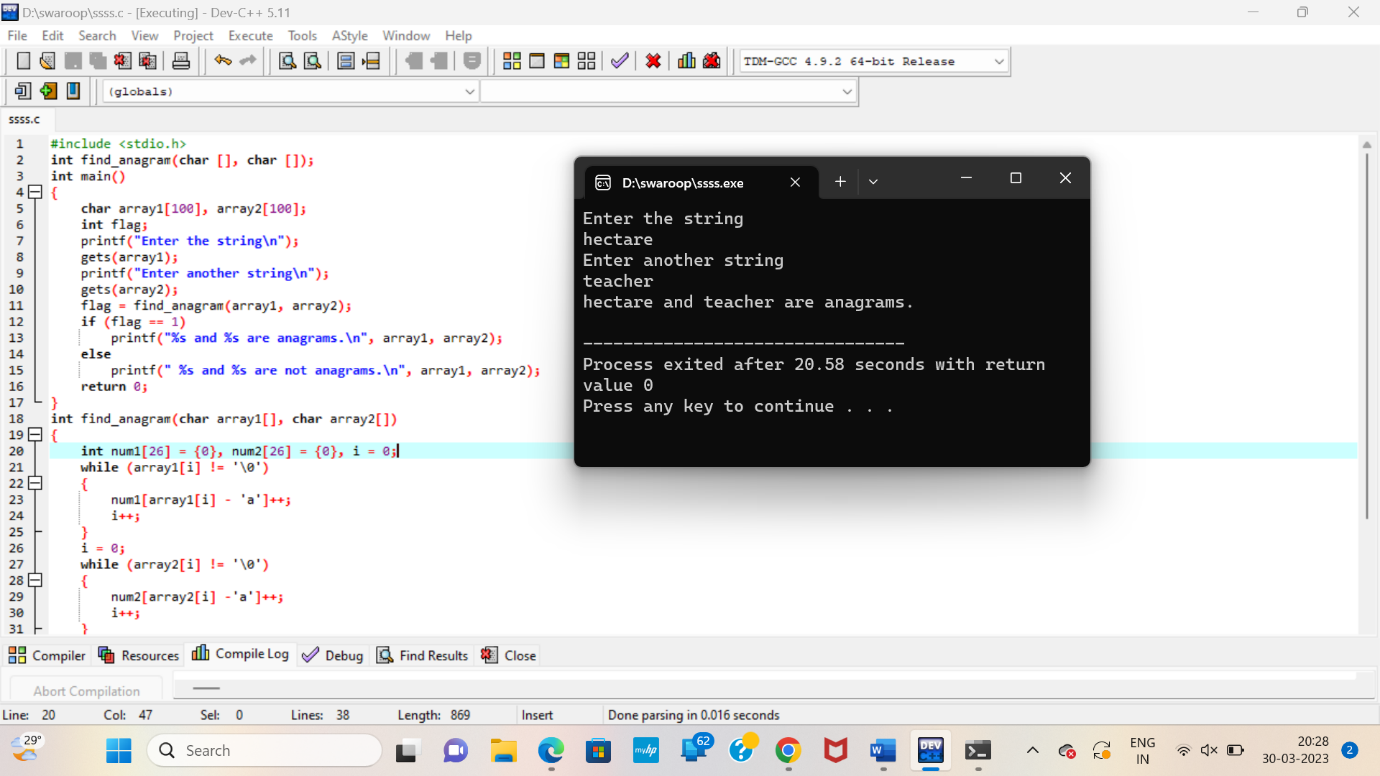 D:\swaroop\ssss.c - [Executing] - Dev-C++ 5.11
File Edit Search View Project Execute Tools AStyle Window Help
TDM-GCC 4.9.2 64-bit Release
(globals)
ssss.c
1 #include <stdio.h>
2 int find_anagram(char [], char []);
3 int main()
4 {
5 char array1[100], array2[100];
6 int flag;
7 printf("Enter the string\n");
8 gets(array1);
9 printf("Enter another string\n");
10 gets(array2);
11 flag = find_anagram(array1, array2);
12 if (flag == 1)
13 printf("%s and %s are anagrams.\n", array1, array2);
14 else
15 printf(" %s and %s are not anagrams.\n", array1, array2);
16 return 0;
17 }
18 int find_anagram(char array1[], char array2[])
19 {
20 int num1[26] = {0}, num2[26] = {0}, i = 0;
21 while (array1[i] != '\0')
22 {
23 num1[array1[i] - 'a']++;
24 i++;
25 }
26 i = 0;
27 while (array2[i] != '\0')
28 {
29 num2[array2[i] -'a']++;
30 i++;
31 }
D:\swaroop\ssss.exe
Enter the string
hectare
Enter another string
teacher
hectare and teacher are anagrams.
--------------------------------
Process exited after 20.58 seconds with return
value 0
Press any key to continue . . .
Compiler Resources Compile Log Debug Find Results Close
Abort Compilation
Line: 20 Col: 47 Sel: 0 Lines: 38 Length: 869 Insert Done parsing in 0.016 seconds
29°
Search
myhp
62
W
DEV C++
ENG
IN
20:28
30-03-2023
2